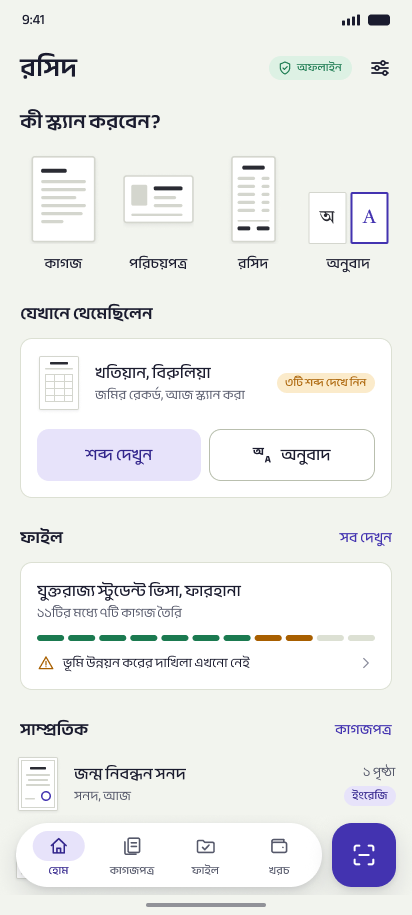 9:41
রসিদ
অফলাইন
কী স্ক্যান করবেন?
অ A
কাগজ পরিচয়পত্র রসিদ অনুবাদ
যেখানে থেমেছিলেন
খতিয়ান, বিরুলিয়া
জমির রেকর্ড, আজ স্ক্যান করা
৩টি শব্দ দেখে নিন
শব্দ দেখুন
অA অনুবাদ
ফাইল সব দেখুন
যুক্তরাজ্য স্টুডেন্ট ভিসা, ফারহানা
১১টির মধ্যে ৭টি কাগজ তৈরি
ভূমি উন্নয়ন করের দাখিলা এখনো নেই
সাম্প্রতিক কাগজপত্র
জন্ম নিবন্ধন সনদ ১ পৃষ্ঠা
সনদ, আজ ইংরেজি
হোম কাগজপত্র ফাইল খরচ